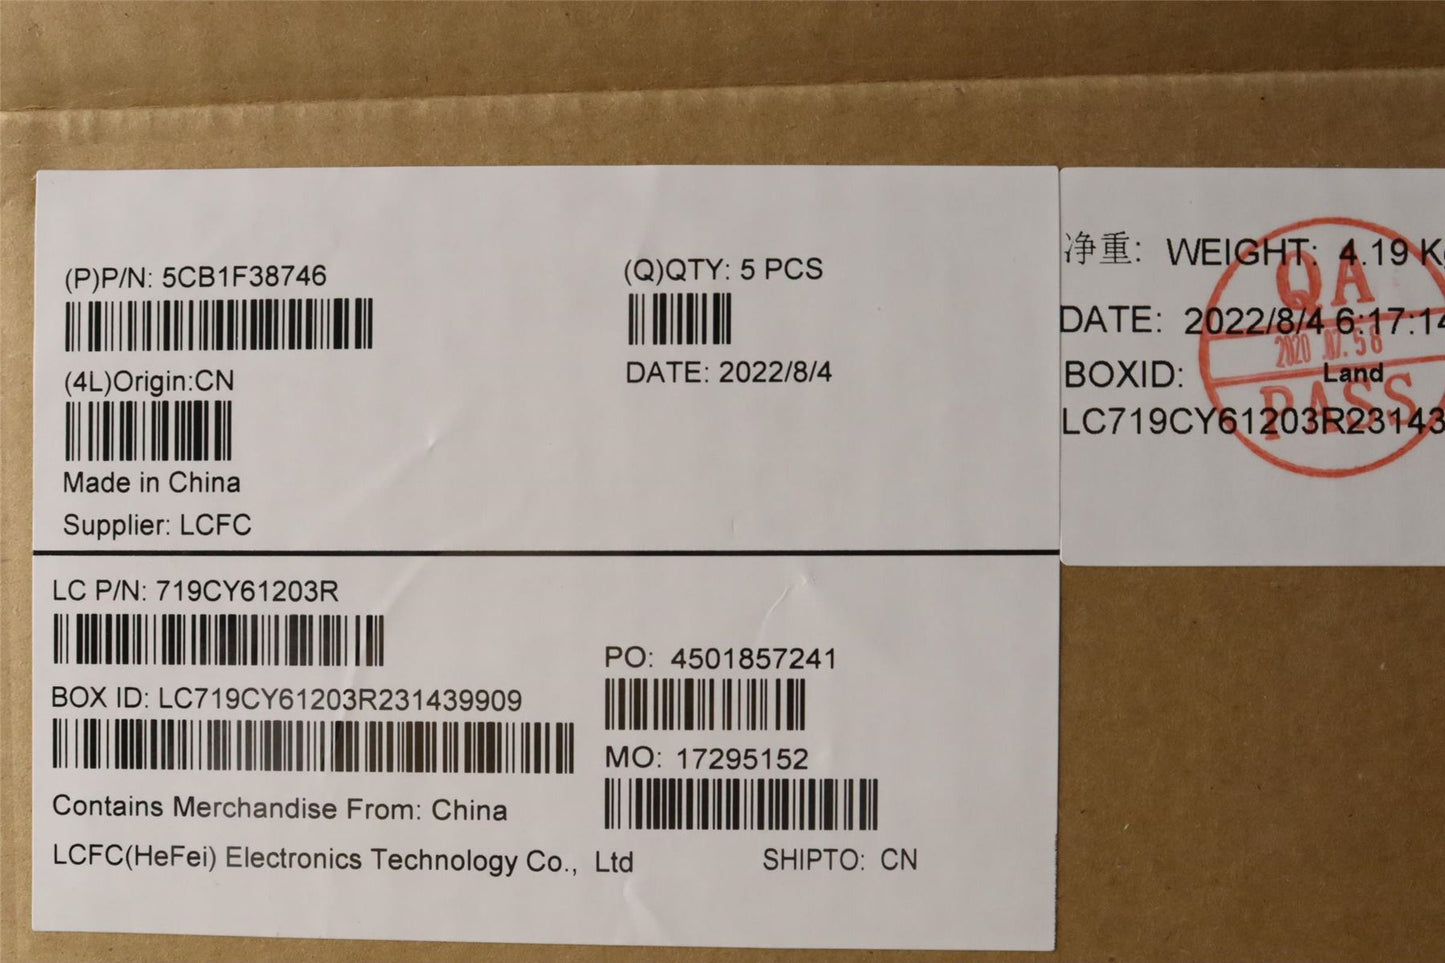 (P)P/N: 5CB1F38746
(Q)QTY: 5 PCS
(4L)Origin:CN
DATE: 2022/8/4
Made in China
Supplier: LCFC
LC P/N: 719CY61203R
PO: 4501857241
BOX ID: LC719CY61203R231439909
MO: 17295152
Contains Merchandise From: China
LCFC(HeFei) Electronics Technology Co., Ltd
SHIPTO: CN
净重: WEIGHT: 4.19
DATE: 2022/8/4 6:17:14
BOXID:
Land
LC719CY61203R23143
QA
PASS